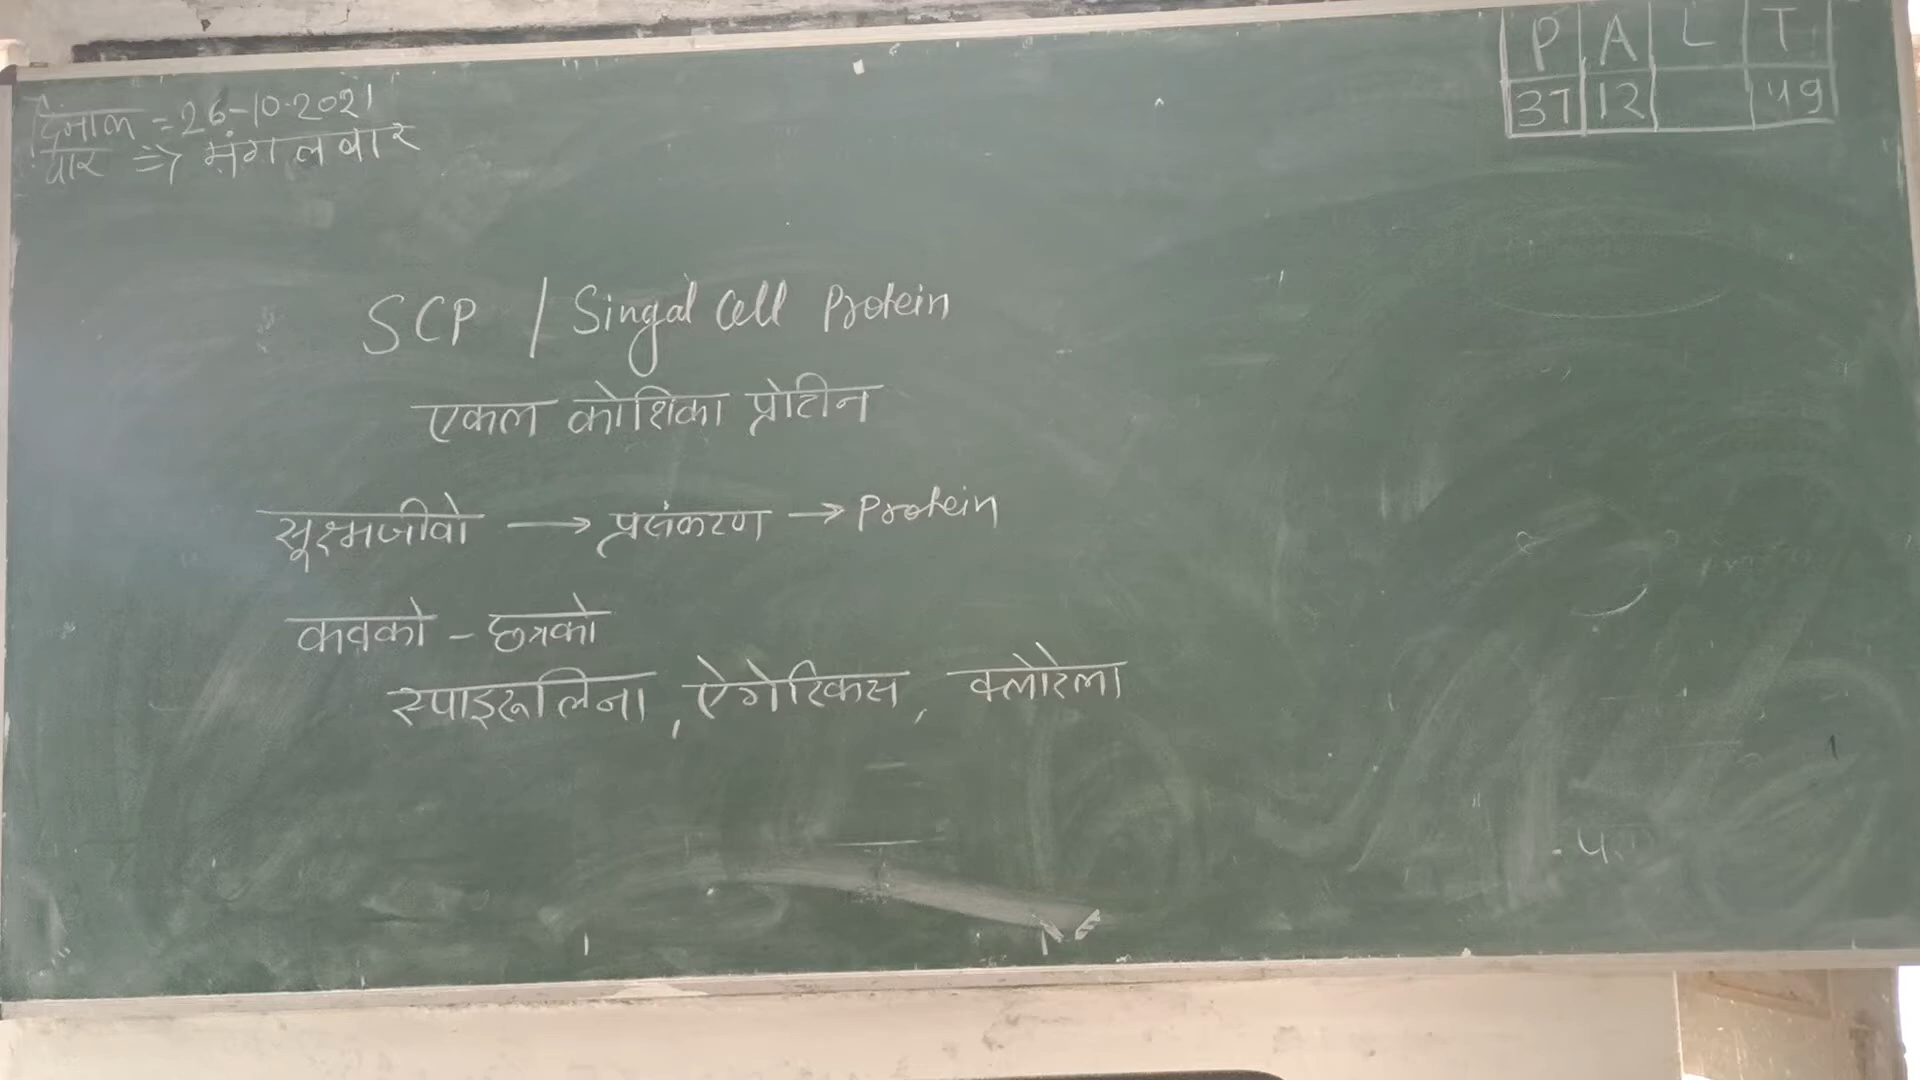 दिनांक = 26-10-2021
वार => मंगलवार
P A L T
37 12 49
SCP / Singal Cell Protein
एकल कोशिका प्रोटीन
सूक्ष्मजीवो → प्रसंकरण → Protein
कवको - छत्रको
स्पाइरूलिना, ऐगेरिकस, क्लोरेला